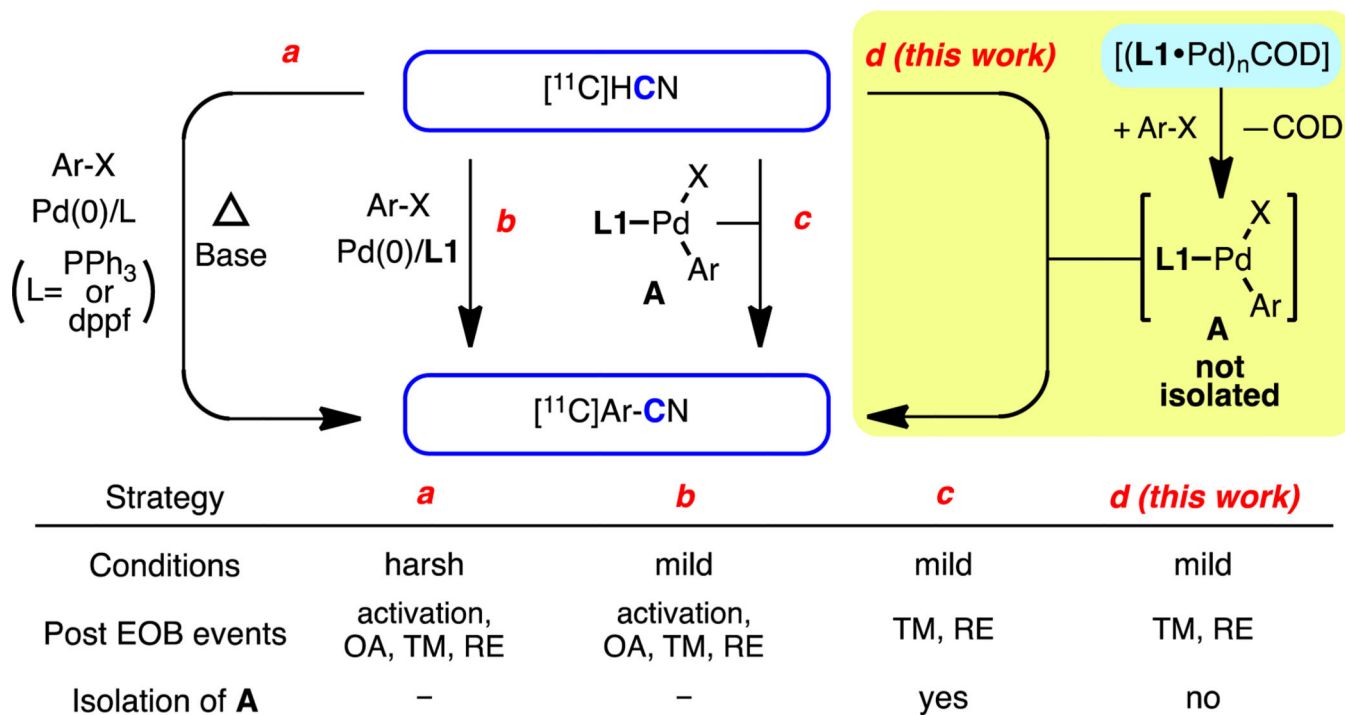 a
[¹¹C]HCN
d (this work)
[(L1•Pd)nCOD]
+ Ar-X
—COD
Ar-X
Pd(0)/L
(L= PPh₃
or
dppf)
△
Base
Ar-X
Pd(0)/L1
b
X
L1–Pd
Ar
A
c
X
L1–Pd
Ar
A
not
isolated
[¹¹C]Ar-CN
Strategy a b c d (this work)
Conditions harsh mild mild mild
Post EOB events activation, OA, TM, RE activation, OA, TM, RE TM, RE TM, RE
Isolation of A – – yes no